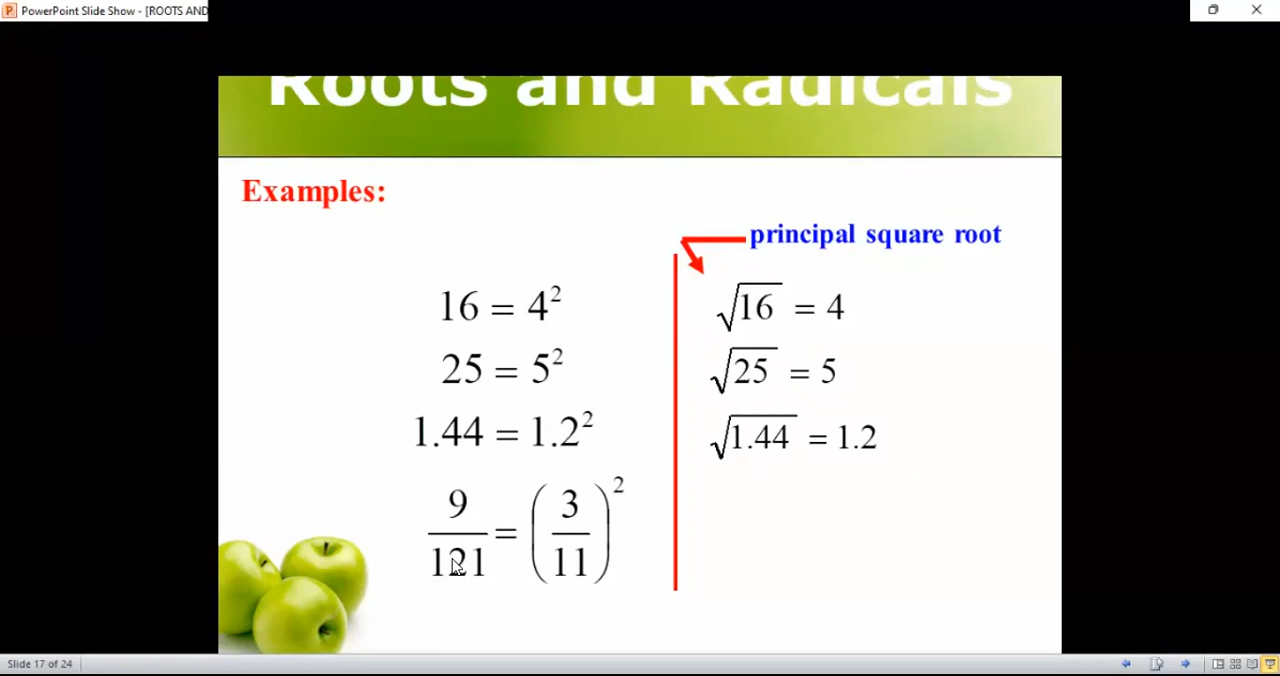 PowerPoint Slide Show - [ROOTS AND
Roots and Radicals
Examples:
principal square root
16 = 4²
√16 = 4
25 = 5²
√25 = 5
1.44 = 1.2²
√1.44 = 1.2
9/121 = (3/11)²
Slide 17 of 24